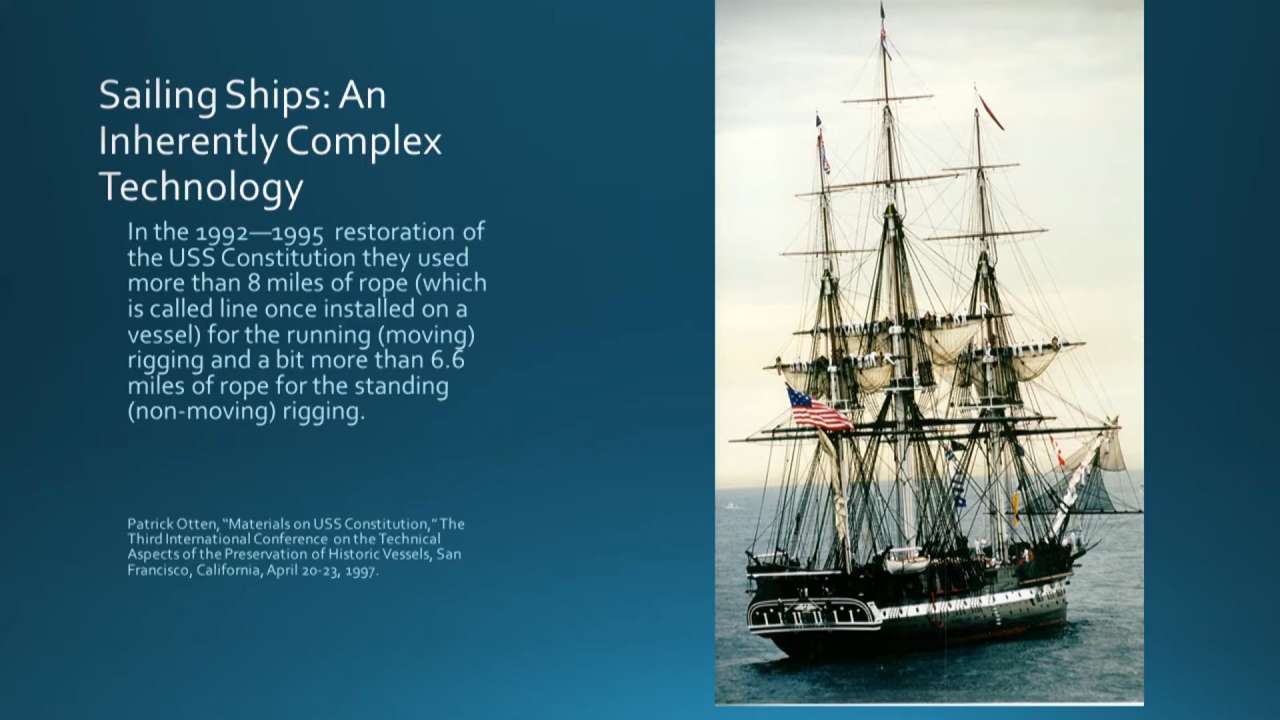 Sailing Ships: An
Inherently Complex
Technology
In the 1992—1995 restoration of
the USS Constitution they used
more than 8 miles of rope (which
is called line once installed on a
vessel) for the running (moving)
rigging and a bit more than 6.6
miles of rope for the standing
(non-moving) rigging.
Patrick Otten, “Materials on USS Constitution,” The
Third International Conference on the Technical
Aspects of the Preservation of Historic Vessels, San
Francisco, California, April 20-23, 1997.